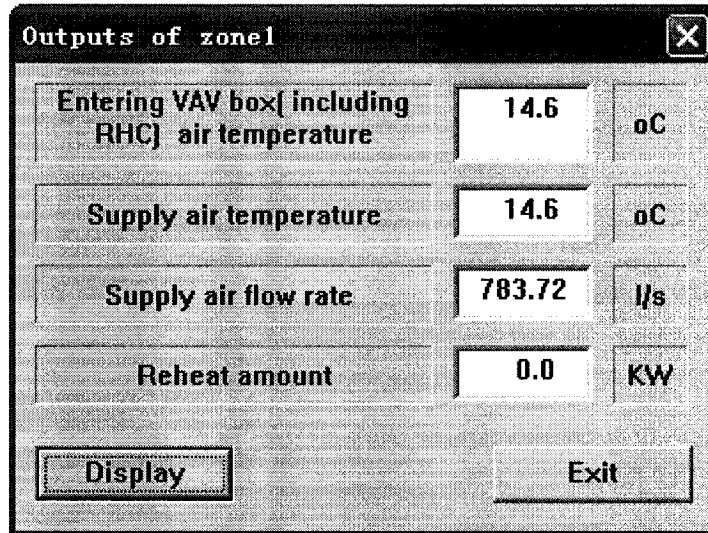 Outputs of zone1
Entering VAV box( including
RHC) air temperature
14.6
oC
Supply air temperature
14.6
oC
Supply air flow rate
783.72
l/s
Reheat amount
0.0
KW
Display
Exit